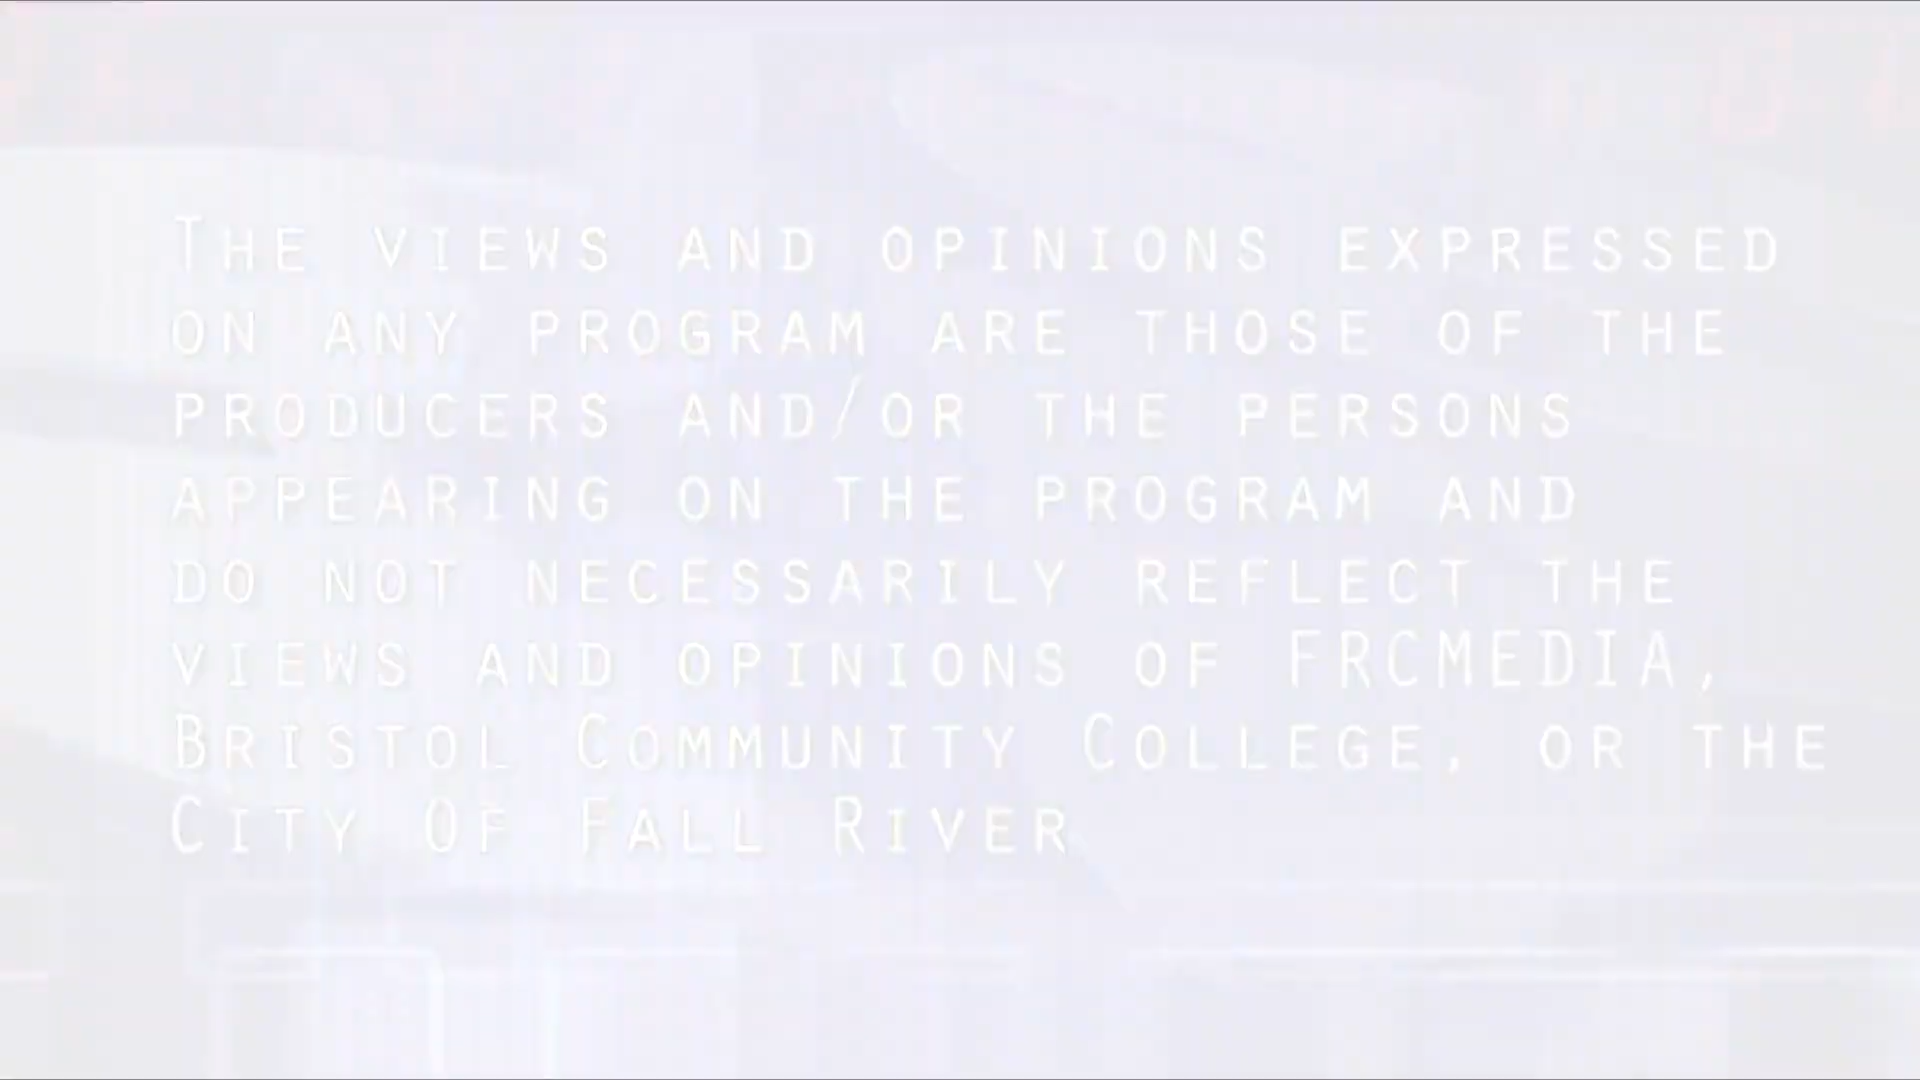 The views and opinions expressed
on any program are those of the
producers and/or the persons
appearing on the program and
do not necessarily reflect the
views and opinions of FRCMEDIA,
Bristol Community College, or the
City Of Fall River